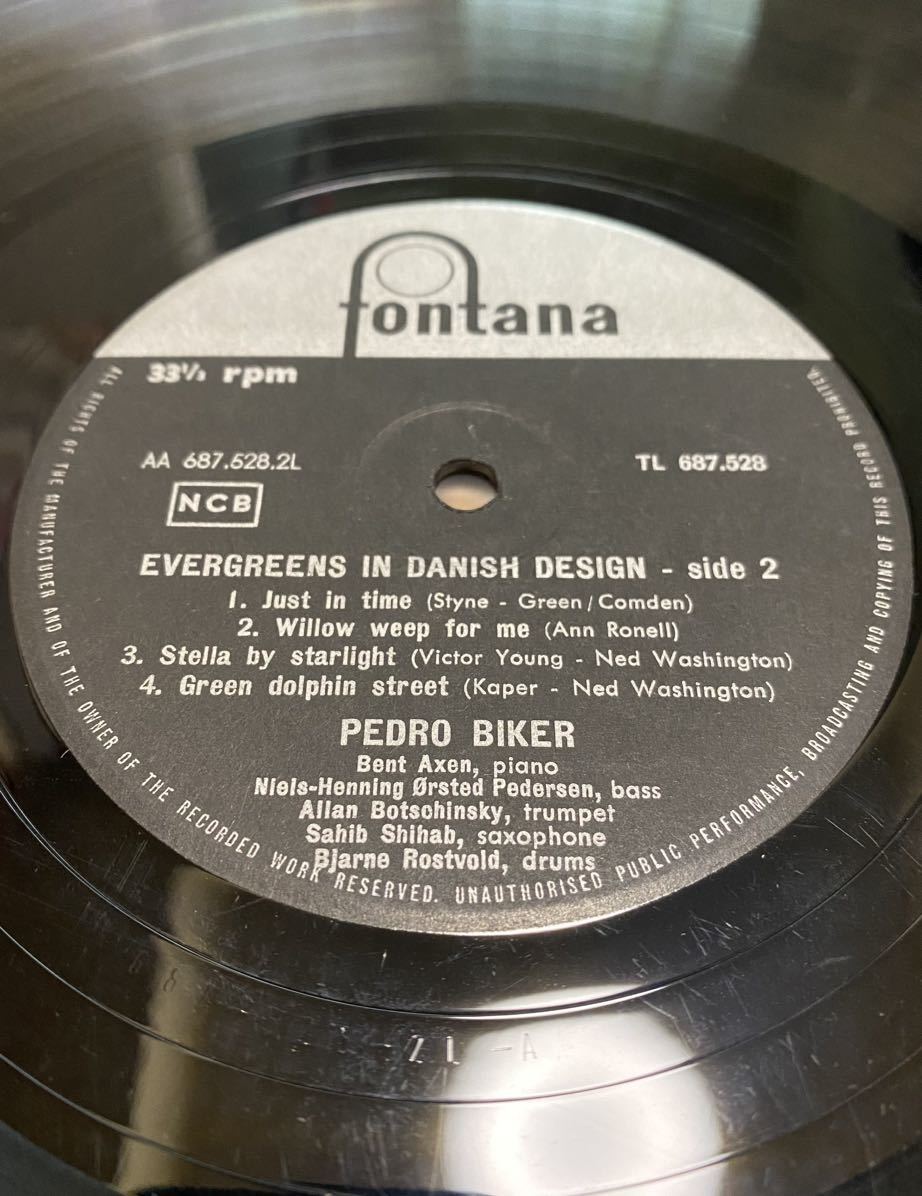 fontana
33⅓ rpm
AA 687.528.2L
TL 687.528
NCB
EVERGREENS IN DANISH DESIGN - side 2
1. Just in time (Styne - Green/Comden)
2. Willow weep for me (Ann Ronell)
3. Stella by starlight (Victor Young - Ned Washington)
4. Green dolphin street (Kaper - Ned Washington)
PEDRO BIKER
Bent Axen, piano
Niels-Henning Ørsted Pedersen, bass
Allan Botschinsky, trumpet
Sahib Shihab, saxophone
Bjarne Rostvold, drums
ALL RIGHTS OF THE MANUFACTURER AND OF THE OWNER OF THE RECORDED WORK RESERVED. UNAUTHORISED PUBLIC PERFORMANCE, BROADCASTING AND COPYING OF THIS RECORD PROHIBITED.